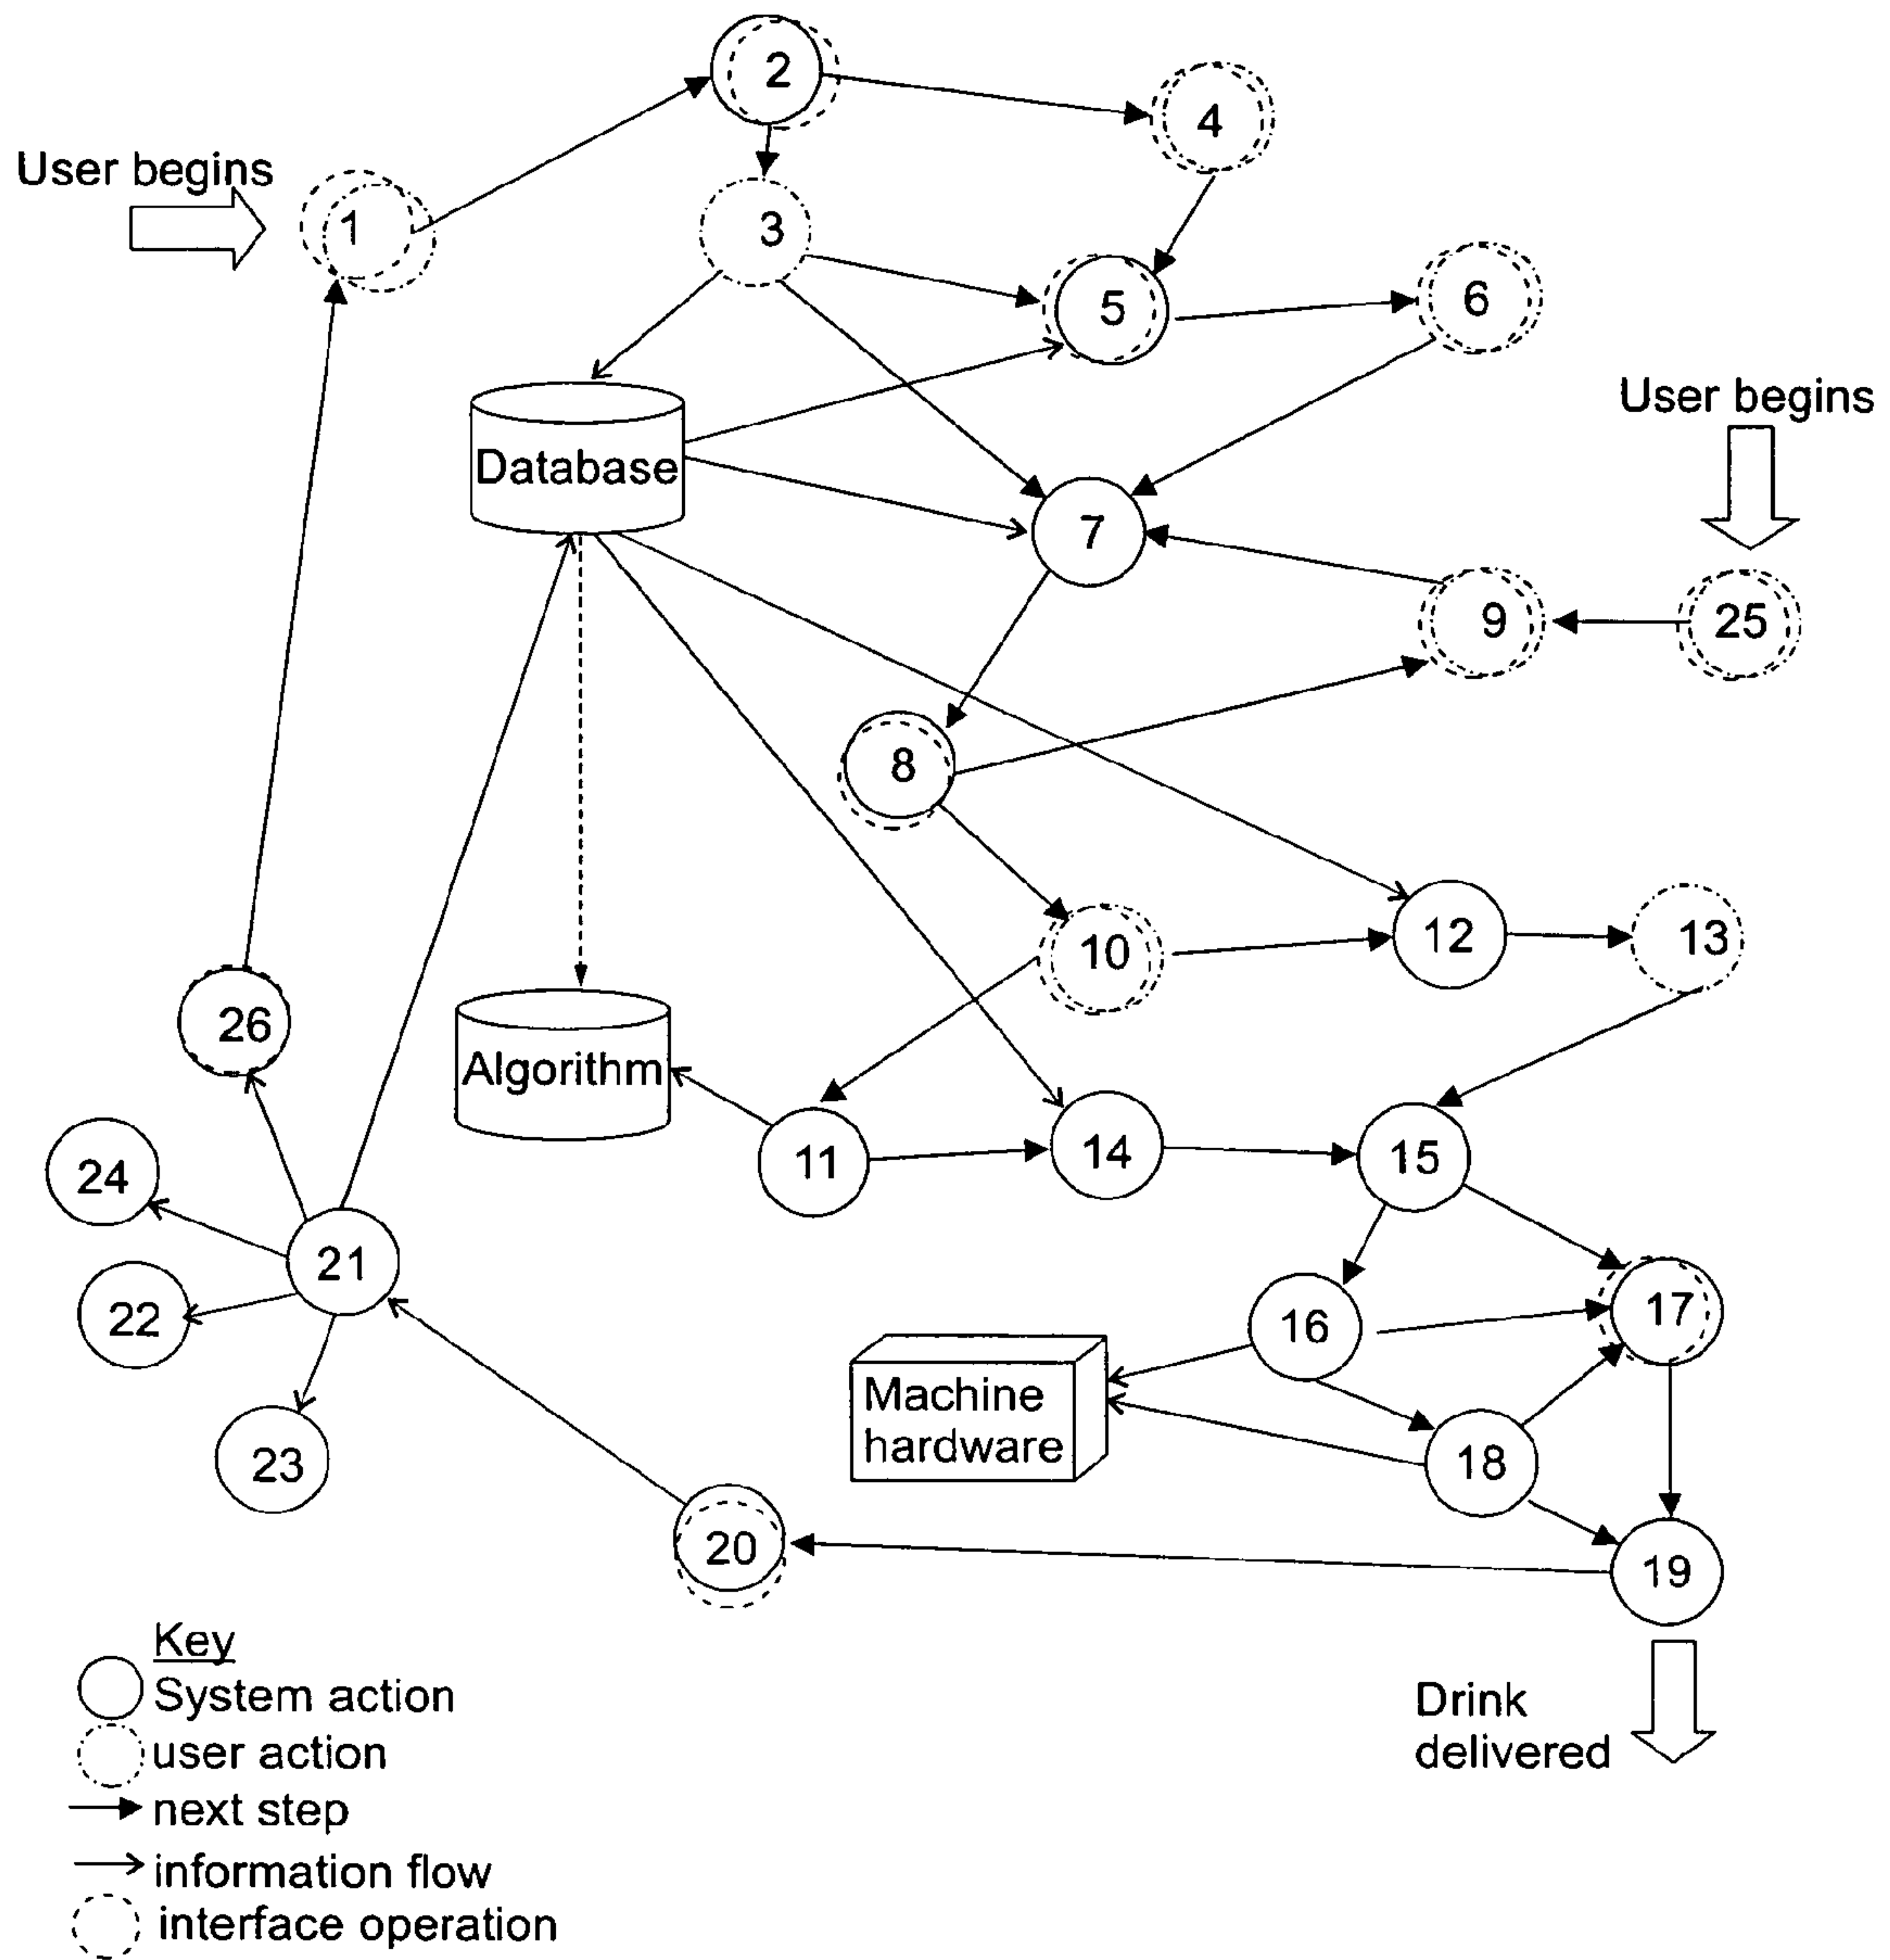 2
4
User begins
1
3
5
6
User begins
Database
7
9
25
8
10
12
13
26
Algorithm
11
14
15
24
21
22
16
17
Machine
hardware
18
23
20
19
Key
System action
user action
next step
information flow
interface operation
Drink
delivered